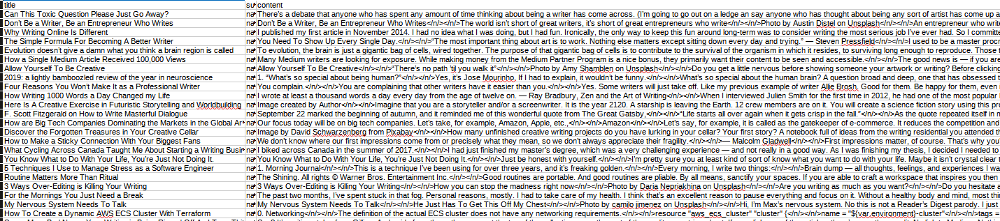 title su content
Can This Toxic Question Please Just Go Away? na There's a debate that anyone who has spent any amount of time thinking about being a writer has come across. (I'm going to go out on a ledge an say anyone who has thought about being any sort of artist has come up a
Don't Be a Writer, Be an Entrepreneur Who Writes na Don't Be a Writer, Be an Entrepreneur Who Writes</n/></n/>The world isn't short of great writers, it's short of great entrepreneurs who write</n/></n/>Photo by Austin Distel on Unsplash</n/></n/>An entrepreneur who write
Why Writing Online Is Different na I published my first article in November 2014. I had no idea what I was doing, but I had fun. Ironically, the only way to keep this fun around long-term was to consider writing the most serious job I've ever had. So I committe
The Simple Formula For Becoming A Better Writer na You Need To Show Up Every Single Day.</n/></n/>"The most important thing about art is to work. Nothing else matters except sitting down every day and trying." — Steven Pressfield</n/></n/>I used to be a master procr
Evolution doesn't give a damn what you think a brain region is called na To evolution, the brain is just a gigantic bag of cells, wired together. The purpose of that gigantic bag of cells is to contribute to the survival of the organism in which it resides, to surviving long enough to reproduce. Those t
How a Single Medium Article Received 100,000 Views na Many Medium writers are looking for exposure. While making money from the Medium Partner Program is a nice bonus, they primarily want their content to be seen and accessible.</n/></n/>The good news is — if you are
Allow Yourself To Be Creative na Allow Yourself To Be Creative</n/></n/>"There's no path 'til you walk it"</n/></n/>Photo by Amy Shamblen on Unsplash</n/></n/>Do you get a little nervous before showing someone your artwork or writing? Before clicking
2019: a lightly bamboozled review of the year in neuroscience na 1. "What's so special about being human?"</n/></n/>Yes, it's Jose Mourinho. If I had to explain, it wouldn't be funny.</n/></n/>What's so special about the human brain? A question broad and deep, one that has obsessed t
Four Reasons You Won't Make It as a Professional Writer na You complain.</n/></n/>You are complaining that other writers have it easier than you.</n/></n/>Yes. Some writers will just take off. Like my previous example of writer Allie Brosh. Good for them. Be happy for them, even i
How Writing 1000 Words a Day Changed my Life na I wrote at least a thousand words a day every day from the age of twelve on. — Ray Bradbury, Zen and the Art of Writing</n/></n/>When I interviewed Julien Smith for the first time in 2012, he had one of the most popular
Here Is A Creative Exercise in Futuristic Storytelling and Worldbuilding na Image created by Author</n/></n/>Imagine that you are a storyteller and/or a screenwriter. It is the year 2120. A starship is leaving the Earth. 12 crew members are on it. You will create a science fiction story using this pro
F. Scott Fitzgerald on How to Write Masterful Dialogue na September 22 marked the beginning of autumn, and it reminded me of this wonderful quote from The Great Gatsby,</n/></n/>"Life starts all over again when it gets crisp in the fall."</n/></n/>As the quote repeated itself in m
How are Big Tech Companies Dominating the Markets in the Global Ar na Our focus today will be on big tech companies. Let's take, for example, Amazon, Apple, etc.,</n/></n/>Amazon</n/></n/>Let's say, for example, it is called as the gatekeeper of e-commerce. It reduces the competition and
Discover the Forgotten Treasures in Your Creative Cellar na Image by David Schwarzenberg from Pixabay</n/></n/>How many unfinished creative writing projects do you have lurking in your cellar? Your first story? A notebook full of ideas from the writing residential you attended th
How to Make a Sticky Connection With Your Biggest Fans na We don't know where our first impressions come from or precisely what they mean, so we don't always appreciate their fragility.</n/></n/>— Malcolm Gladwell</n/></n/>First impressions matter, of course. That's why you
What Cycling Across Canada Taught Me About Starting a Writing Busin na I biked across Canada in the summer of 2017.</n/></n/>I had just finished my master's degree, which was a very challenging experience — and not really in a good way. As I was finishing my thesis, I decided I needed to
You Know What to Do With Your Life, You're Just Not Doing It. na You Know What to Do With Your Life, You're Just Not Doing It.</n/></n/>Just be honest with yourself.</n/></n/>I'm pretty sure you at least kind of sort of know what you want to do with your life. Maybe it isn't crystal clear t
5 Techniques I Use to Manage Stress as a Software Engineer na 1. Morning Journal</n/></n/>This is a technique I've been using for over three years, and it's freaking golden.</n/></n/>Every morning, I write two things:</n/></n/>Brain dump — all thoughts, feelings, and experiences I wa
Routine Matters More Than Ritual na The Shining. All rights © Warner Bros. Entertainment Inc.</n/></n/>Good routines are portable. And good routines are pliable. By all means, sanctify your spaces. If you are able to craft a workspace that inspires you then
3 Ways Over-Editing is Killing Your Writing na 3 Ways Over-Editing is Killing Your Writing</n/></n/>How you can stop the madness right now</n/></n/>Photo by Daria Nepriakhina on Unsplash</n/></n/>Are you writing as much as you want?</n/></n/>Do you hesitate
For the Mornings You Just Need a Break na The past two months, I've spent stuck in that fog. Personal reasons, mostly. I had to take care of my health. I think that's an excellent reason to pause everything and focus on it. Without a healthy body and mind, most thi
My Nervous System Needs To Talk na My Nervous System Needs To Talk</n/></n/>He Just Has To Get This Off My Chest</n/></n/>Photo by camilo jimenez on Unsplash</n/></n/>Hi, I'm Max's nervous system. No this is not a Reader's Digest parody. I just
How To Create a Dynamic AWS ECS Cluster With Terraform na 0. Networking</n/></n/>The definition of the actual ECS cluster does not have any networking requirements.</n/></n/>resource "aws_ecs_cluster" "cluster" {</n/>name = "${var.environment}-cluster"</n/>tags =